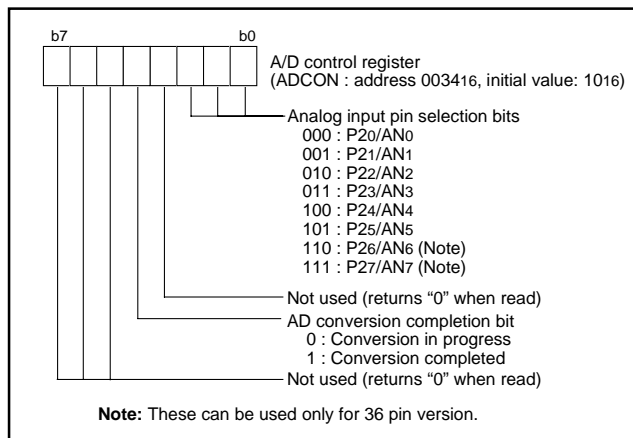 b7 b0
A/D control register
(ADCON : address 003416, initial value: 1016)
Analog input pin selection bits
000 : P20/AN0
001 : P21/AN1
010 : P22/AN2
011 : P23/AN3
100 : P24/AN4
101 : P25/AN5
110 : P26/AN6 (Note)
111 : P27/AN7 (Note)
Not used (returns “0” when read)
AD conversion completion bit
0 : Conversion in progress
1 : Conversion completed
Not used (returns “0” when read)
Note: These can be used only for 36 pin version.